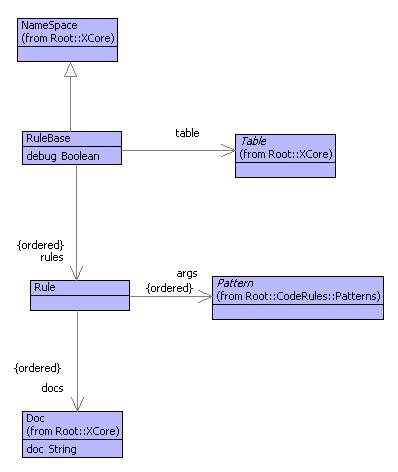 NameSpace
(from Root::XCore)
RuleBase
debug Boolean
table
Table
(from Root::XCore)
{ordered}
rules
Rule
args
{ordered}
Pattern
(from Root::CodeRules::Patterns)
{ordered}
docs
Doc
(from Root::XCore)
doc String